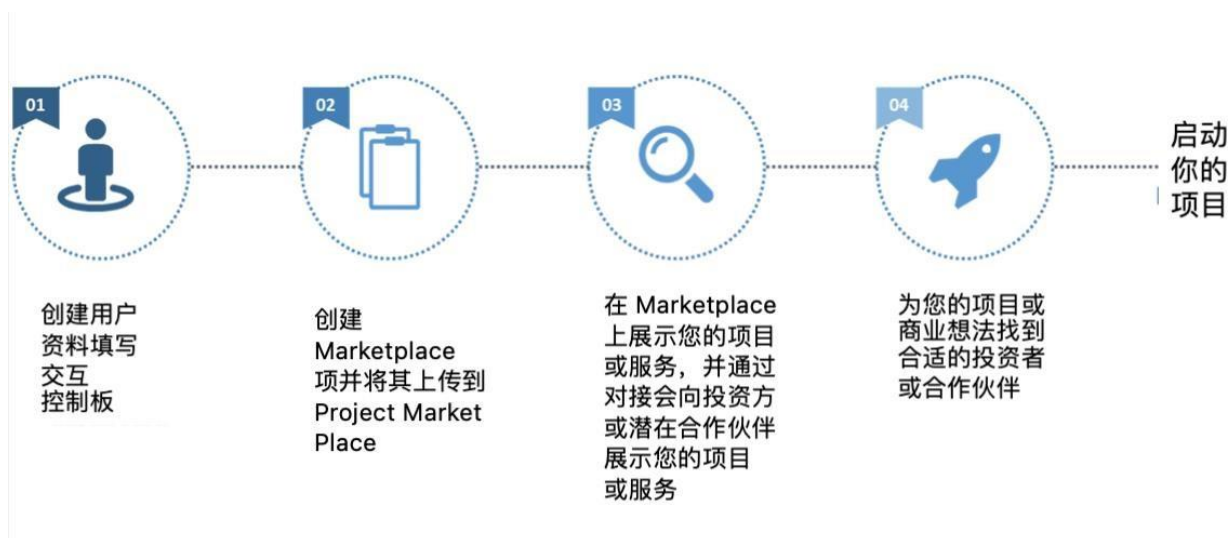 01
创建用户
资料填写
交互
控制板
02
创建
Marketplace
项并将其上传到
Project Market
Place
03
在 Marketplace
上展示您的项目
或服务，并通过
对接会向投资方
或潜在合作伙伴
展示您的项目
或服务
04
为您的项目或
商业想法找到
合适的投资者
或合作伙伴
启动
你的
项目